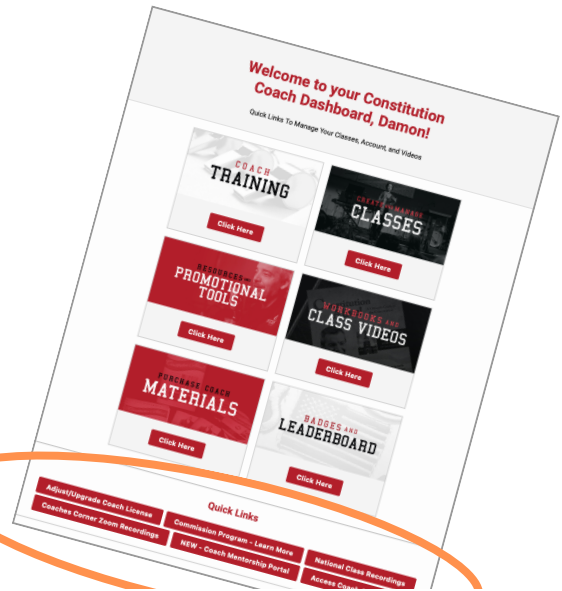 Welcome to your Constitution
Coach Dashboard, Damon!
Quick Links To Manage Your Classes, Account, and Videos
COACH
TRAINING
Click Here
CREATE & MANAGE
CLASSES
Click Here
RESOURCES AND
PROMOTIONAL
TOOLS
Click Here
WORKBOOKS AND
CLASS VIDEOS
Click Here
PURCHASE COACH
MATERIALS
Click Here
BADGES AND
LEADERBOARD
Click Here
Quick Links
Adjust/Upgrade Coach License
Commission Program - Learn More
National Class Recordings
Coaches Corner Zoom Recordings
NEW - Coach Mentorship Portal
Access